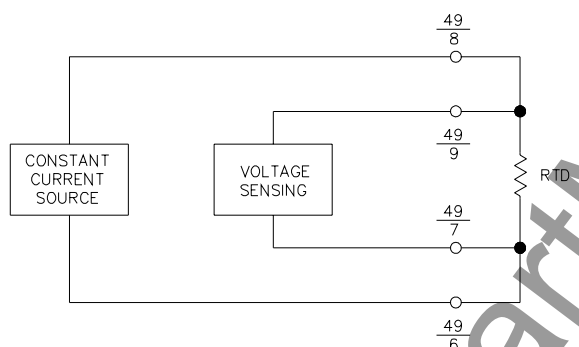 49
8
49
9
CONSTANT
CURRENT
SOURCE
VOLTAGE
SENSING
RTD
49
7
49
6